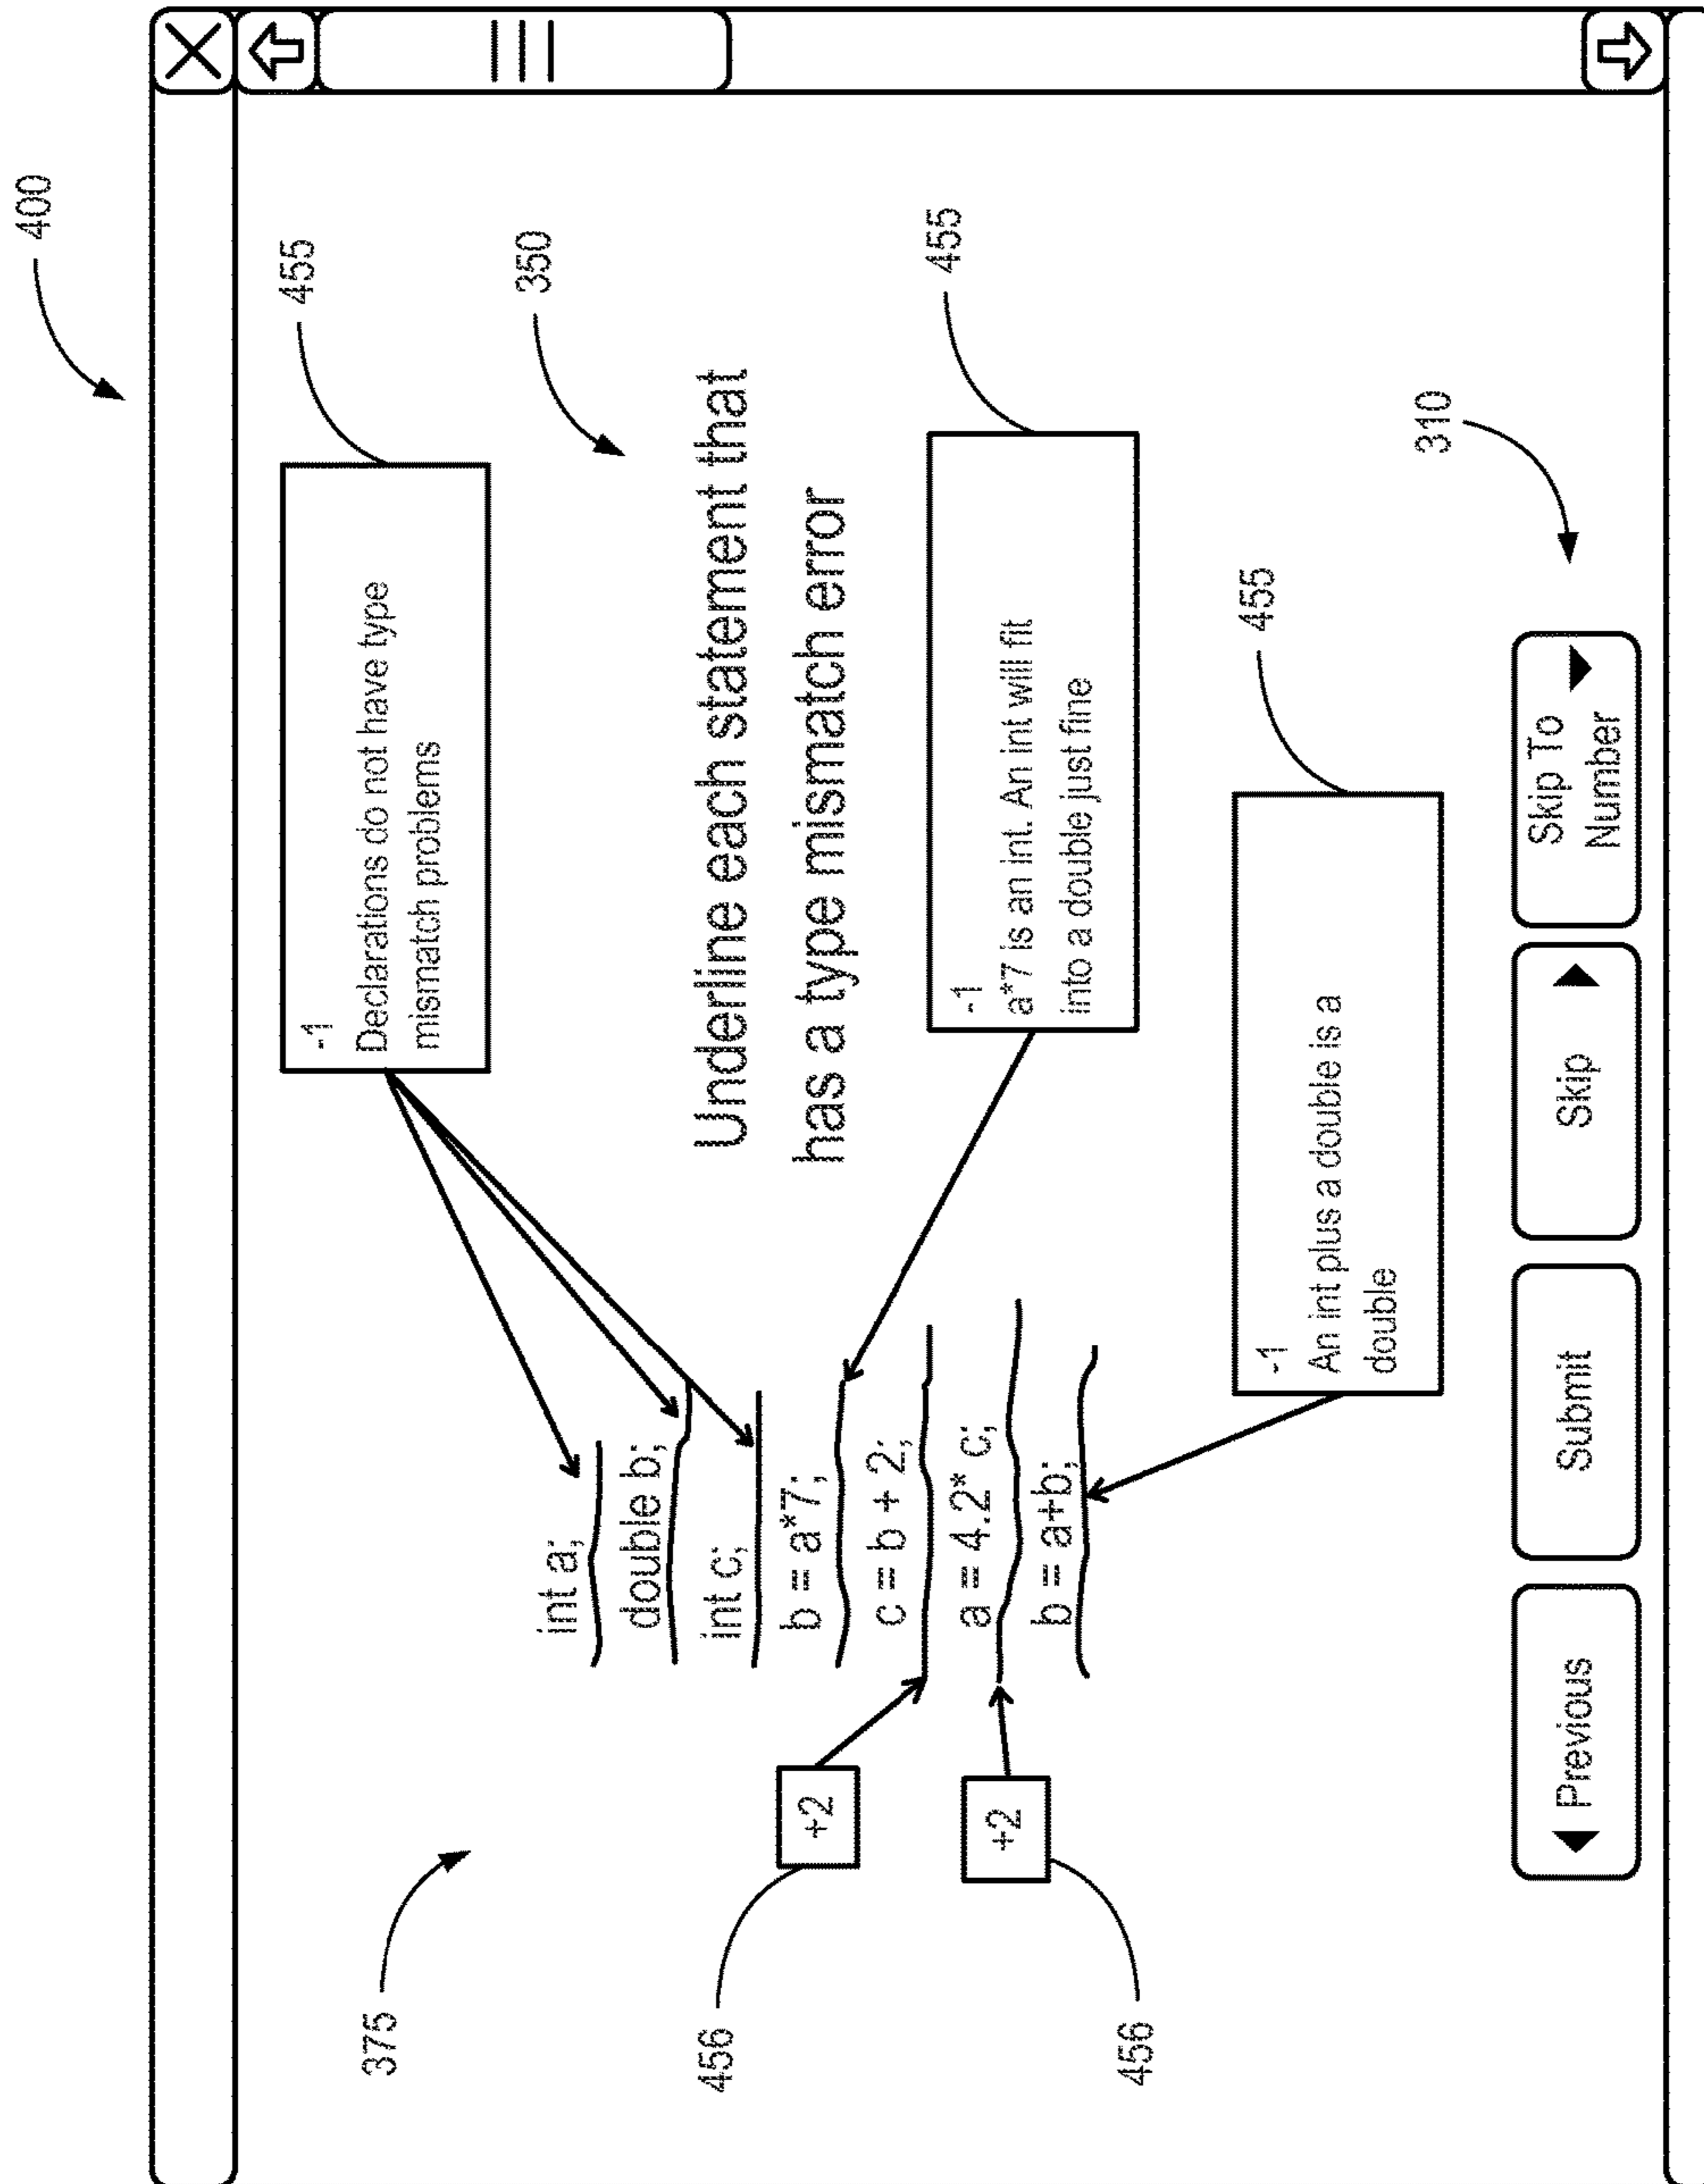 400
455
-1
Declarations do not have type
mismatch problems
350
375
int a;
double b;
int c;
b = a*7;
c = b + 2;
a = 4.2* c;
b = a+b;
Underline each statement that
has a type mismatch error
456
+2
455
-1
a*7 is an int. An int will fit
into a double just fine
456
+2
455
-1
An int plus a double is a
double
310
Previous
Submit
Skip
Skip To
Number